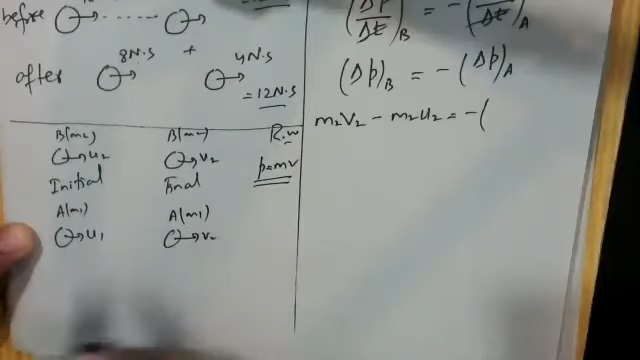 before
8N·S + 4N·S
after
= 12N·S
B(m2) B(m2) R.W
→u2 →v2 p=mv
Initial final
A(m1) A(m1)
→u1 →v2
(Δp/Δt)B = -(Δp/Δt)A
(Δp)B = -(Δp)A
m2v2 - m2u2 = -(